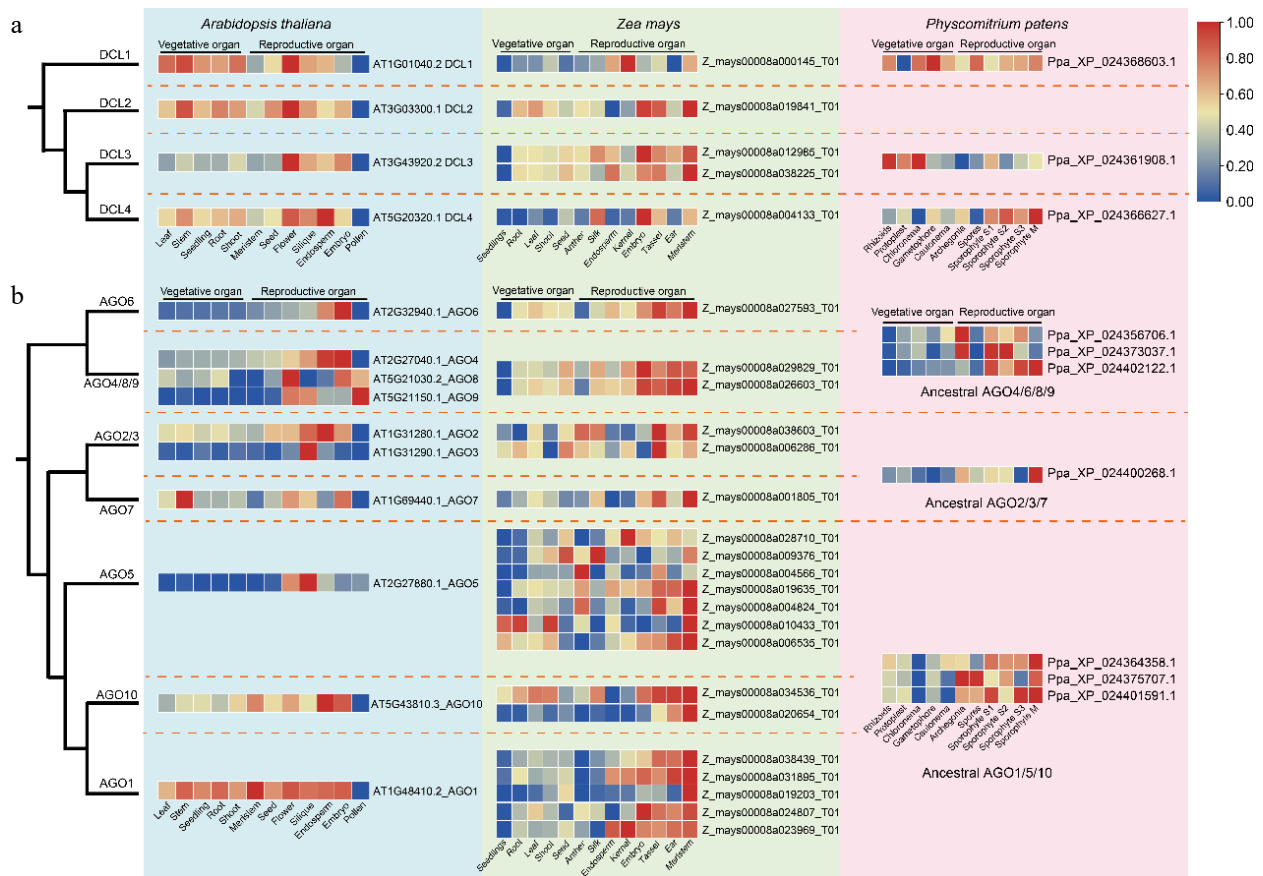 a
Arabidopsis thaliana
Zea mays
Physcomitrium patens
Vegetative organ
Reproductive organ
Vegetative organ
Reproductive organ
Vegetative organ
Reproductive organ
1.00
0.80
0.60
0.40
0.20
0.00
DCL1
AT1G01040.2 DCL1
Z_mays00008a000145_T01
Ppa_XP_024368603.1
DCL2
AT3G03300.1 DCL2
Z_mays00008a019841_T01
DCL3
AT3G43920.2 DCL3
Z_mays00008a012985_T01
Z_mays00008a038225_T01
Ppa_XP_024361908.1
DCL4
AT5G20320.1 DCL4
Z_mays00008a004133_T01
Ppa_XP_024366627.1
Leaf
Stem
Seedling
Root
Shoot
Meristem
Seed
Flower
Silique
Endosperm
Embryo
Pollen
Seedlings
Root
Leaf
Shoot
Seed
Anther
Silk
Endosperm
Kernel
Embryo
Tassel
Ear
Meristem
Rhizoids
Protoplast
Chloronema
Gametophore
Caulonema
Archegonia
Spores
Sporophyte S1
Sporophyte S2
Sporophyte S3
Sporophyte M
b
Vegetative organ
Reproductive organ
Vegetative organ
Reproductive organ
Vegetative organ
Reproductive organ
AGO6
AT2G32940.1_AGO6
Z_mays00008a027593_T01
Ppa_XP_024356706.1
Ppa_XP_024373037.1
Ppa_XP_024402122.1
Ancestral AGO4/6/8/9
AGO4/8/9
AT2G27040.1_AGO4
AT5G21030.2_AGO8
AT5G21150.1_AGO9
Z_mays00008a029829_T01
Z_mays00008a026603_T01
AGO2/3
AT1G31280.1_AGO2
AT1G31290.1_AGO3
Z_mays00008a038603_T01
Z_mays00008a006286_T01
Ppa_XP_024400268.1
Ancestral AGO2/3/7
AGO7
AT1G69440.1_AGO7
Z_mays00008a001805_T01
AGO5
AT2G27880.1_AGO5
Z_mays00008a028710_T01
Z_mays00008a009376_T01
Z_mays00008a004566_T01
Z_mays00008a019635_T01
Z_mays00008a004824_T01
Z_mays00008a010433_T01
Z_mays00008a006535_T01
Ppa_XP_024364358.1
Ppa_XP_024375707.1
Ppa_XP_024401591.1
AGO10
AT5G43810.3_AGO10
Z_mays00008a034536_T01
Z_mays00008a020654_T01
Rhizoids
Protoplast
Chloronema
Gametophore
Caulonema
Archegonia
Spores
Sporophyte S1
Sporophyte S2
Sporophyte S3
Sporophyte M
Ancestral AGO1/5/10
AGO1
AT1G48410.2_AGO1
Z_mays00008a038439_T01
Z_mays00008a031895_T01
Z_mays00008a019203_T01
Z_mays00008a024807_T01
Z_mays00008a023969_T01
Leaf
Stem
Seedling
Root
Shoot
Meristem
Seed
Flower
Silique
Endosperm
Embryo
Pollen
Seedlings
Root
Leaf
Shoot
Seed
Anther
Silk
Endosperm
Kernel
Embryo
Tassel
Ear
Meristem